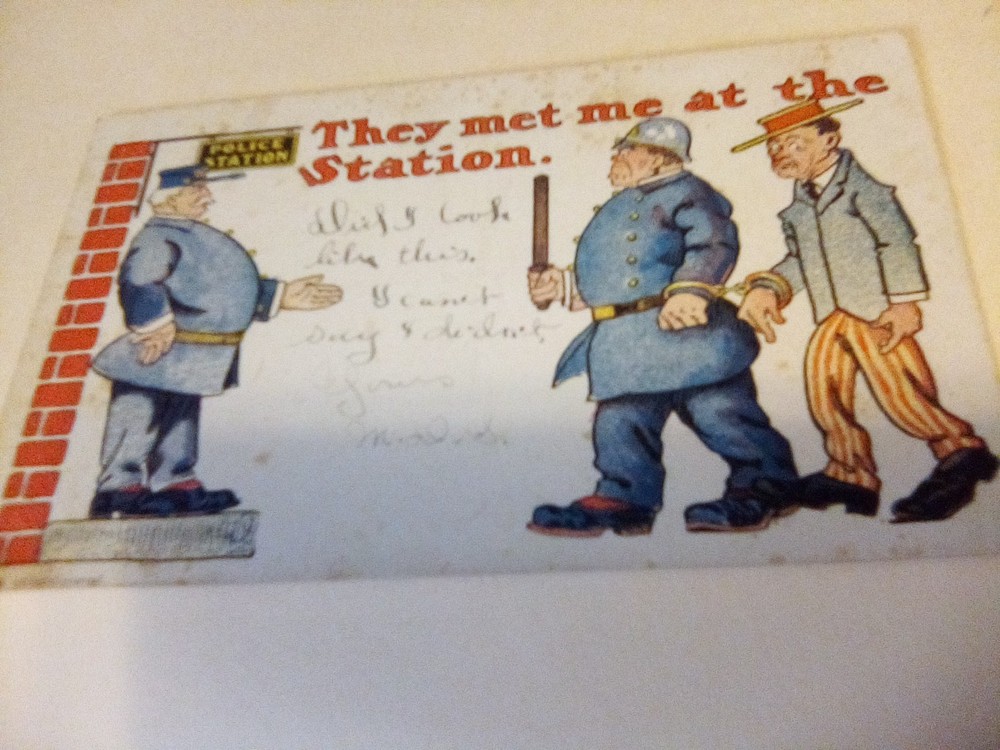 POLICE
STATION
They met me at the
Station.
Did I look
like this.
I can't
say I didn't
Yours